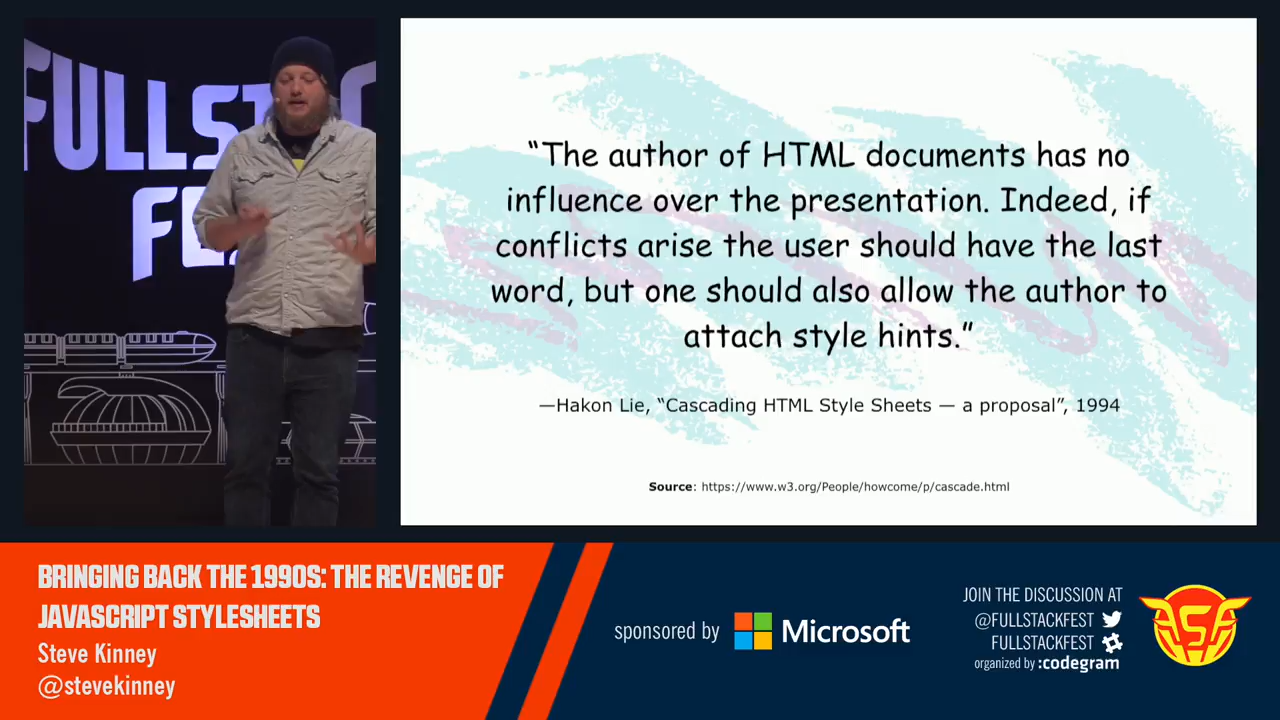 FULLSTAC
FE
“The author of HTML documents has no
influence over the presentation. Indeed, if
conflicts arise the user should have the last
word, but one should also allow the author to
attach style hints.”
—Hakon Lie, “Cascading HTML Style Sheets — a proposal”, 1994
Source: https://www.w3.org/People/howcome/p/cascade.html
BRINGING BACK THE 1990S: THE REVENGE OF
JAVASCRIPT STYLESHEETS
Steve Kinney
@stevekinney
sponsored by Microsoft
JOIN THE DISCUSSION AT
@FULLSTACKFEST
FULLSTACKFEST
organized by :codegram
FSF